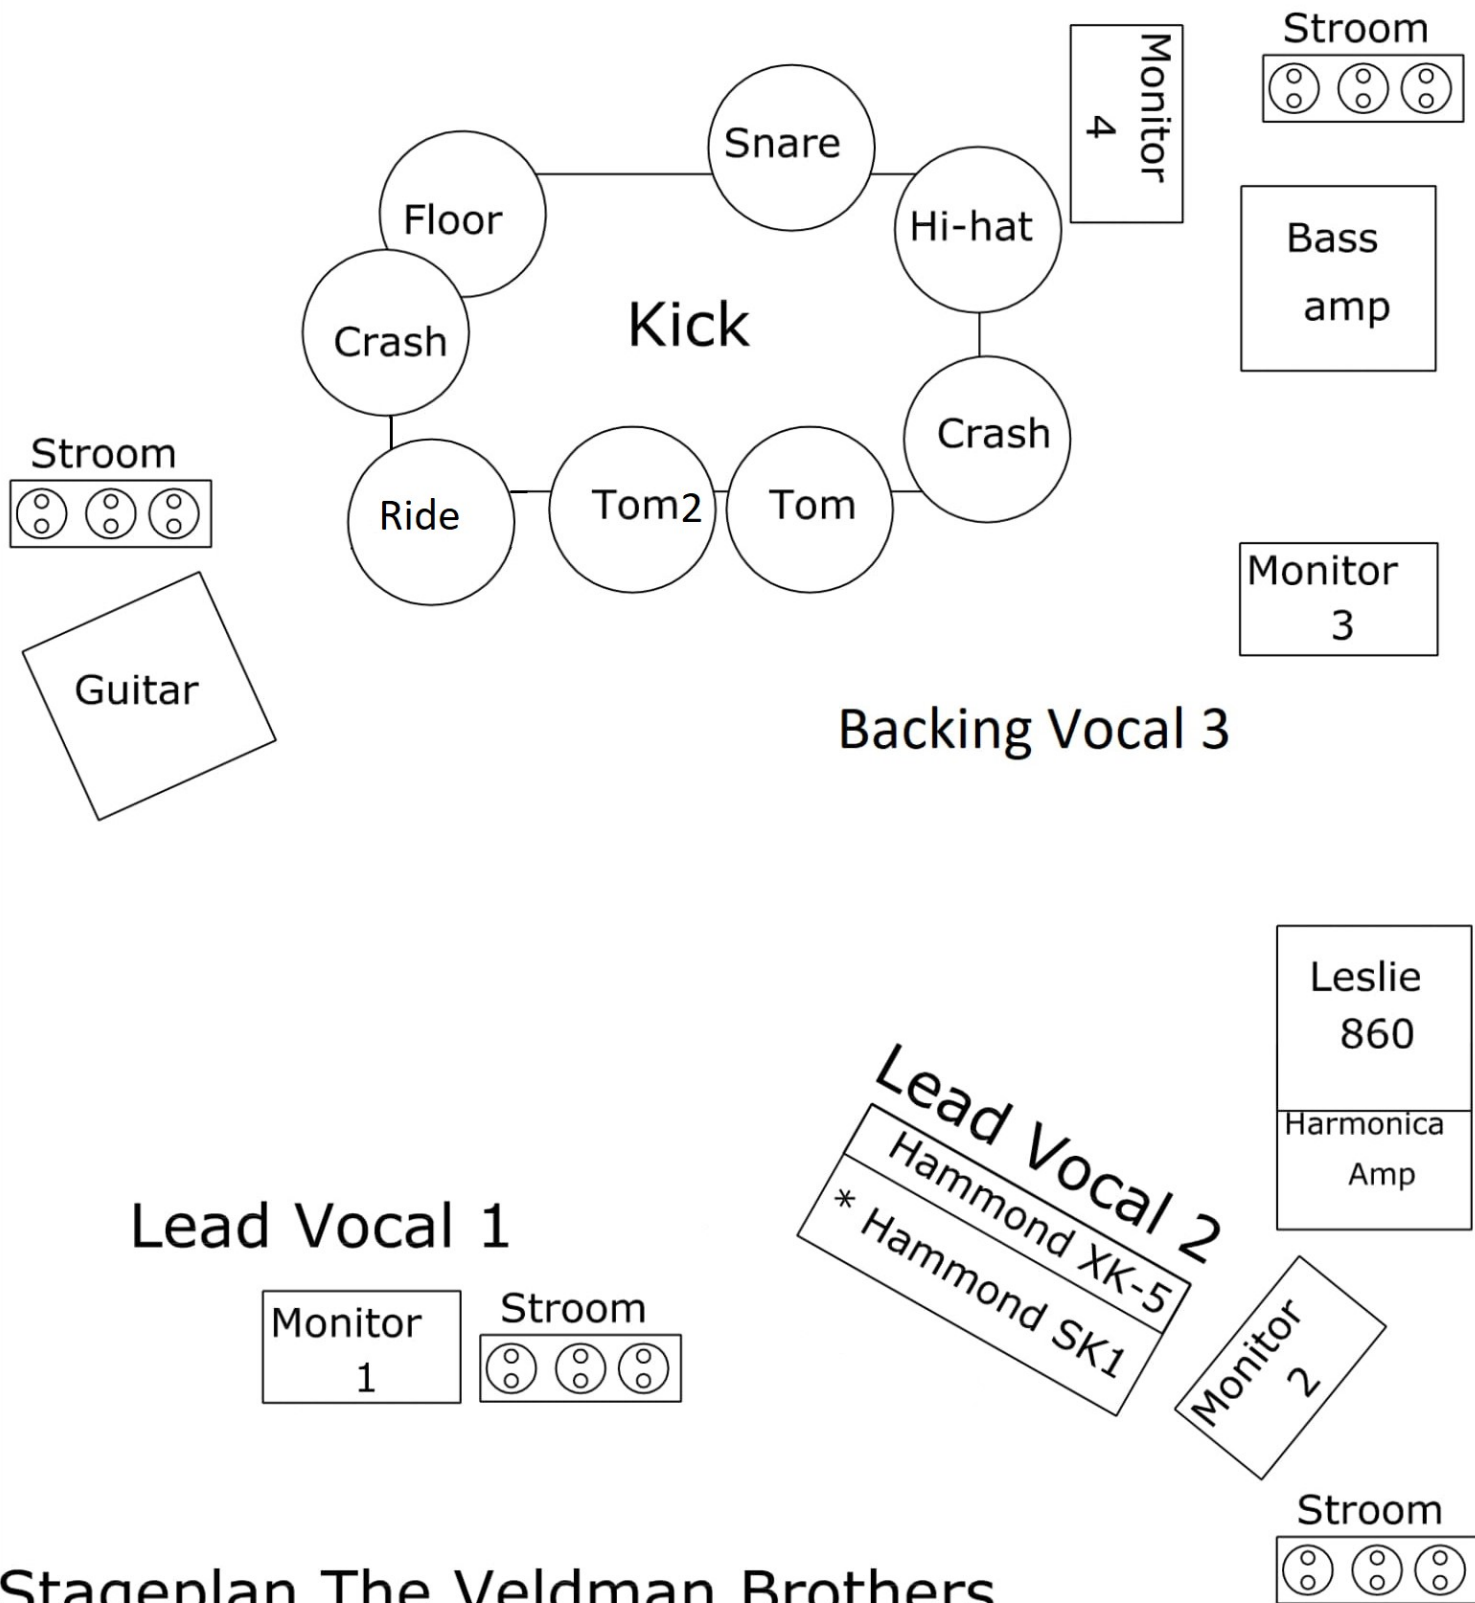 Stroom
Monitor
4
Snare
Floor
Hi-hat
Bass
amp
Kick
Crash
Crash
Stroom
Ride
Tom2
Tom
Monitor
3
Guitar
Backing Vocal 3
Leslie
860
Harmonica
Amp
Lead Vocal 2
Hammond XK-5
* Hammond SK1
Lead Vocal 1
Monitor
1
Stroom
Monitor
2
Stroom
Stageplan The Veldman Brothers